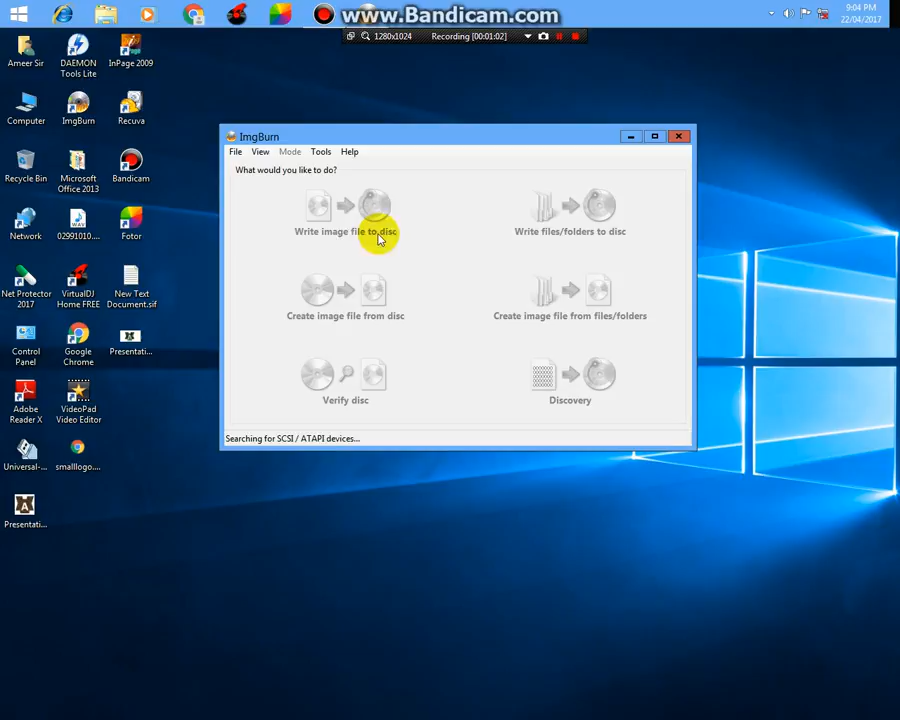 www.Bandicam.com
9:04 PM
22/04/2017
1280x1024
Recording [00:01:02]
Ameer Sir
DAEMON
Tools Lite
InPage 2009
Computer
ImgBurn
Recuva
Recycle Bin
Microsoft
Office 2013
Bandicam
Network
02991010....
Fotor
Net Protector
2017
VirtualDJ
Home FREE
New Text
Document.sif
Control
Panel
Google
Chrome
Presentati...
Adobe
Reader X
VideoPad
Video Editor
Universal-...
smalllogo....
A
Presentati...
ImgBurn
File View Mode Tools Help
What would you like to do?
Write image file to disc
Write files/folders to disc
Create image file from disc
Create image file from files/folders
Verify disc
Discovery
Searching for SCSI / ATAPI devices...